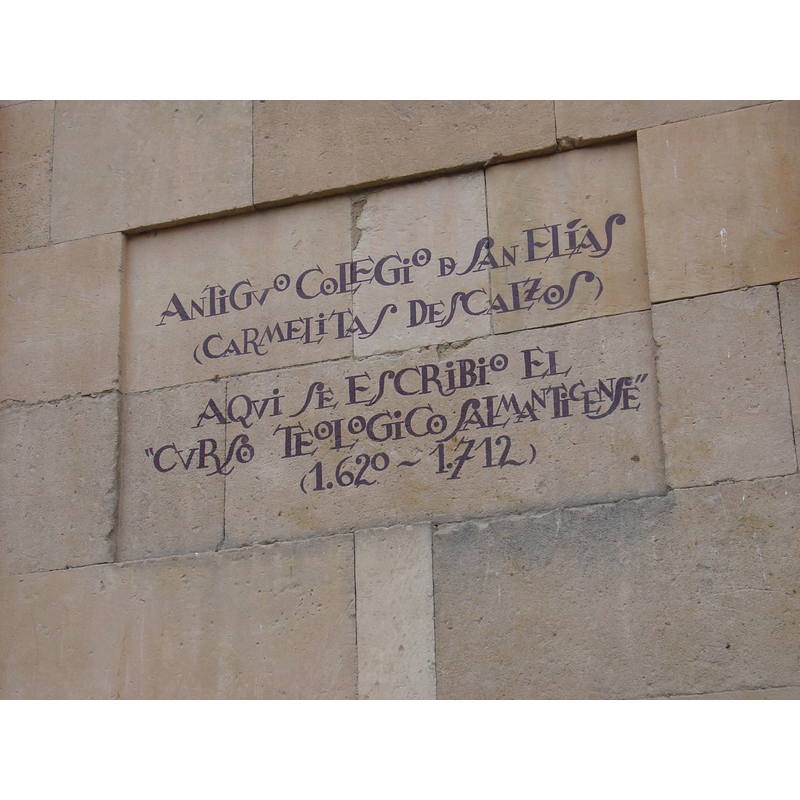 ANTIGVO COLEGIO D SAN ELÍAS
(CARMELITAS DESCALZOS)
AQVI SE ESCRIBIO EL
"CVRSO TEOLOGICO SALMANTICENSE"
(1.620 ~ 1.712)